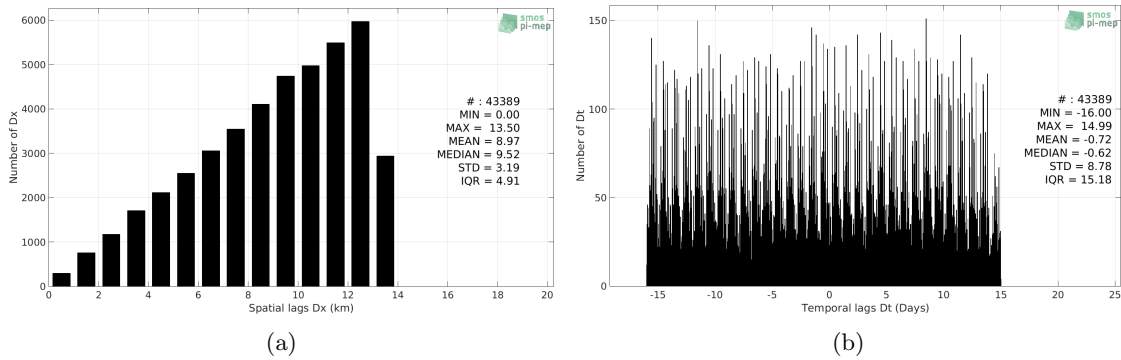 smos
pi-mep
6000
5000
4000
3000
2000
1000
0
Number of Dx
# : 43389
MIN = 0.00
MAX = 13.50
MEAN = 8.97
MEDIAN = 9.52
STD = 3.19
IQR = 4.91
0 2 4 6 8 10 12 14 16 18 20
Spatial lags Dx (km)
(a)
smos
pi-mep
150
100
50
0
Number of Dt
# : 43389
MIN = -16.00
MAX = 14.99
MEAN = -0.72
MEDIAN = -0.62
STD = 8.78
IQR = 15.18
-15 -10 -5 0 5 10 15 20 25
Temporal lags Dt (Days)
(b)